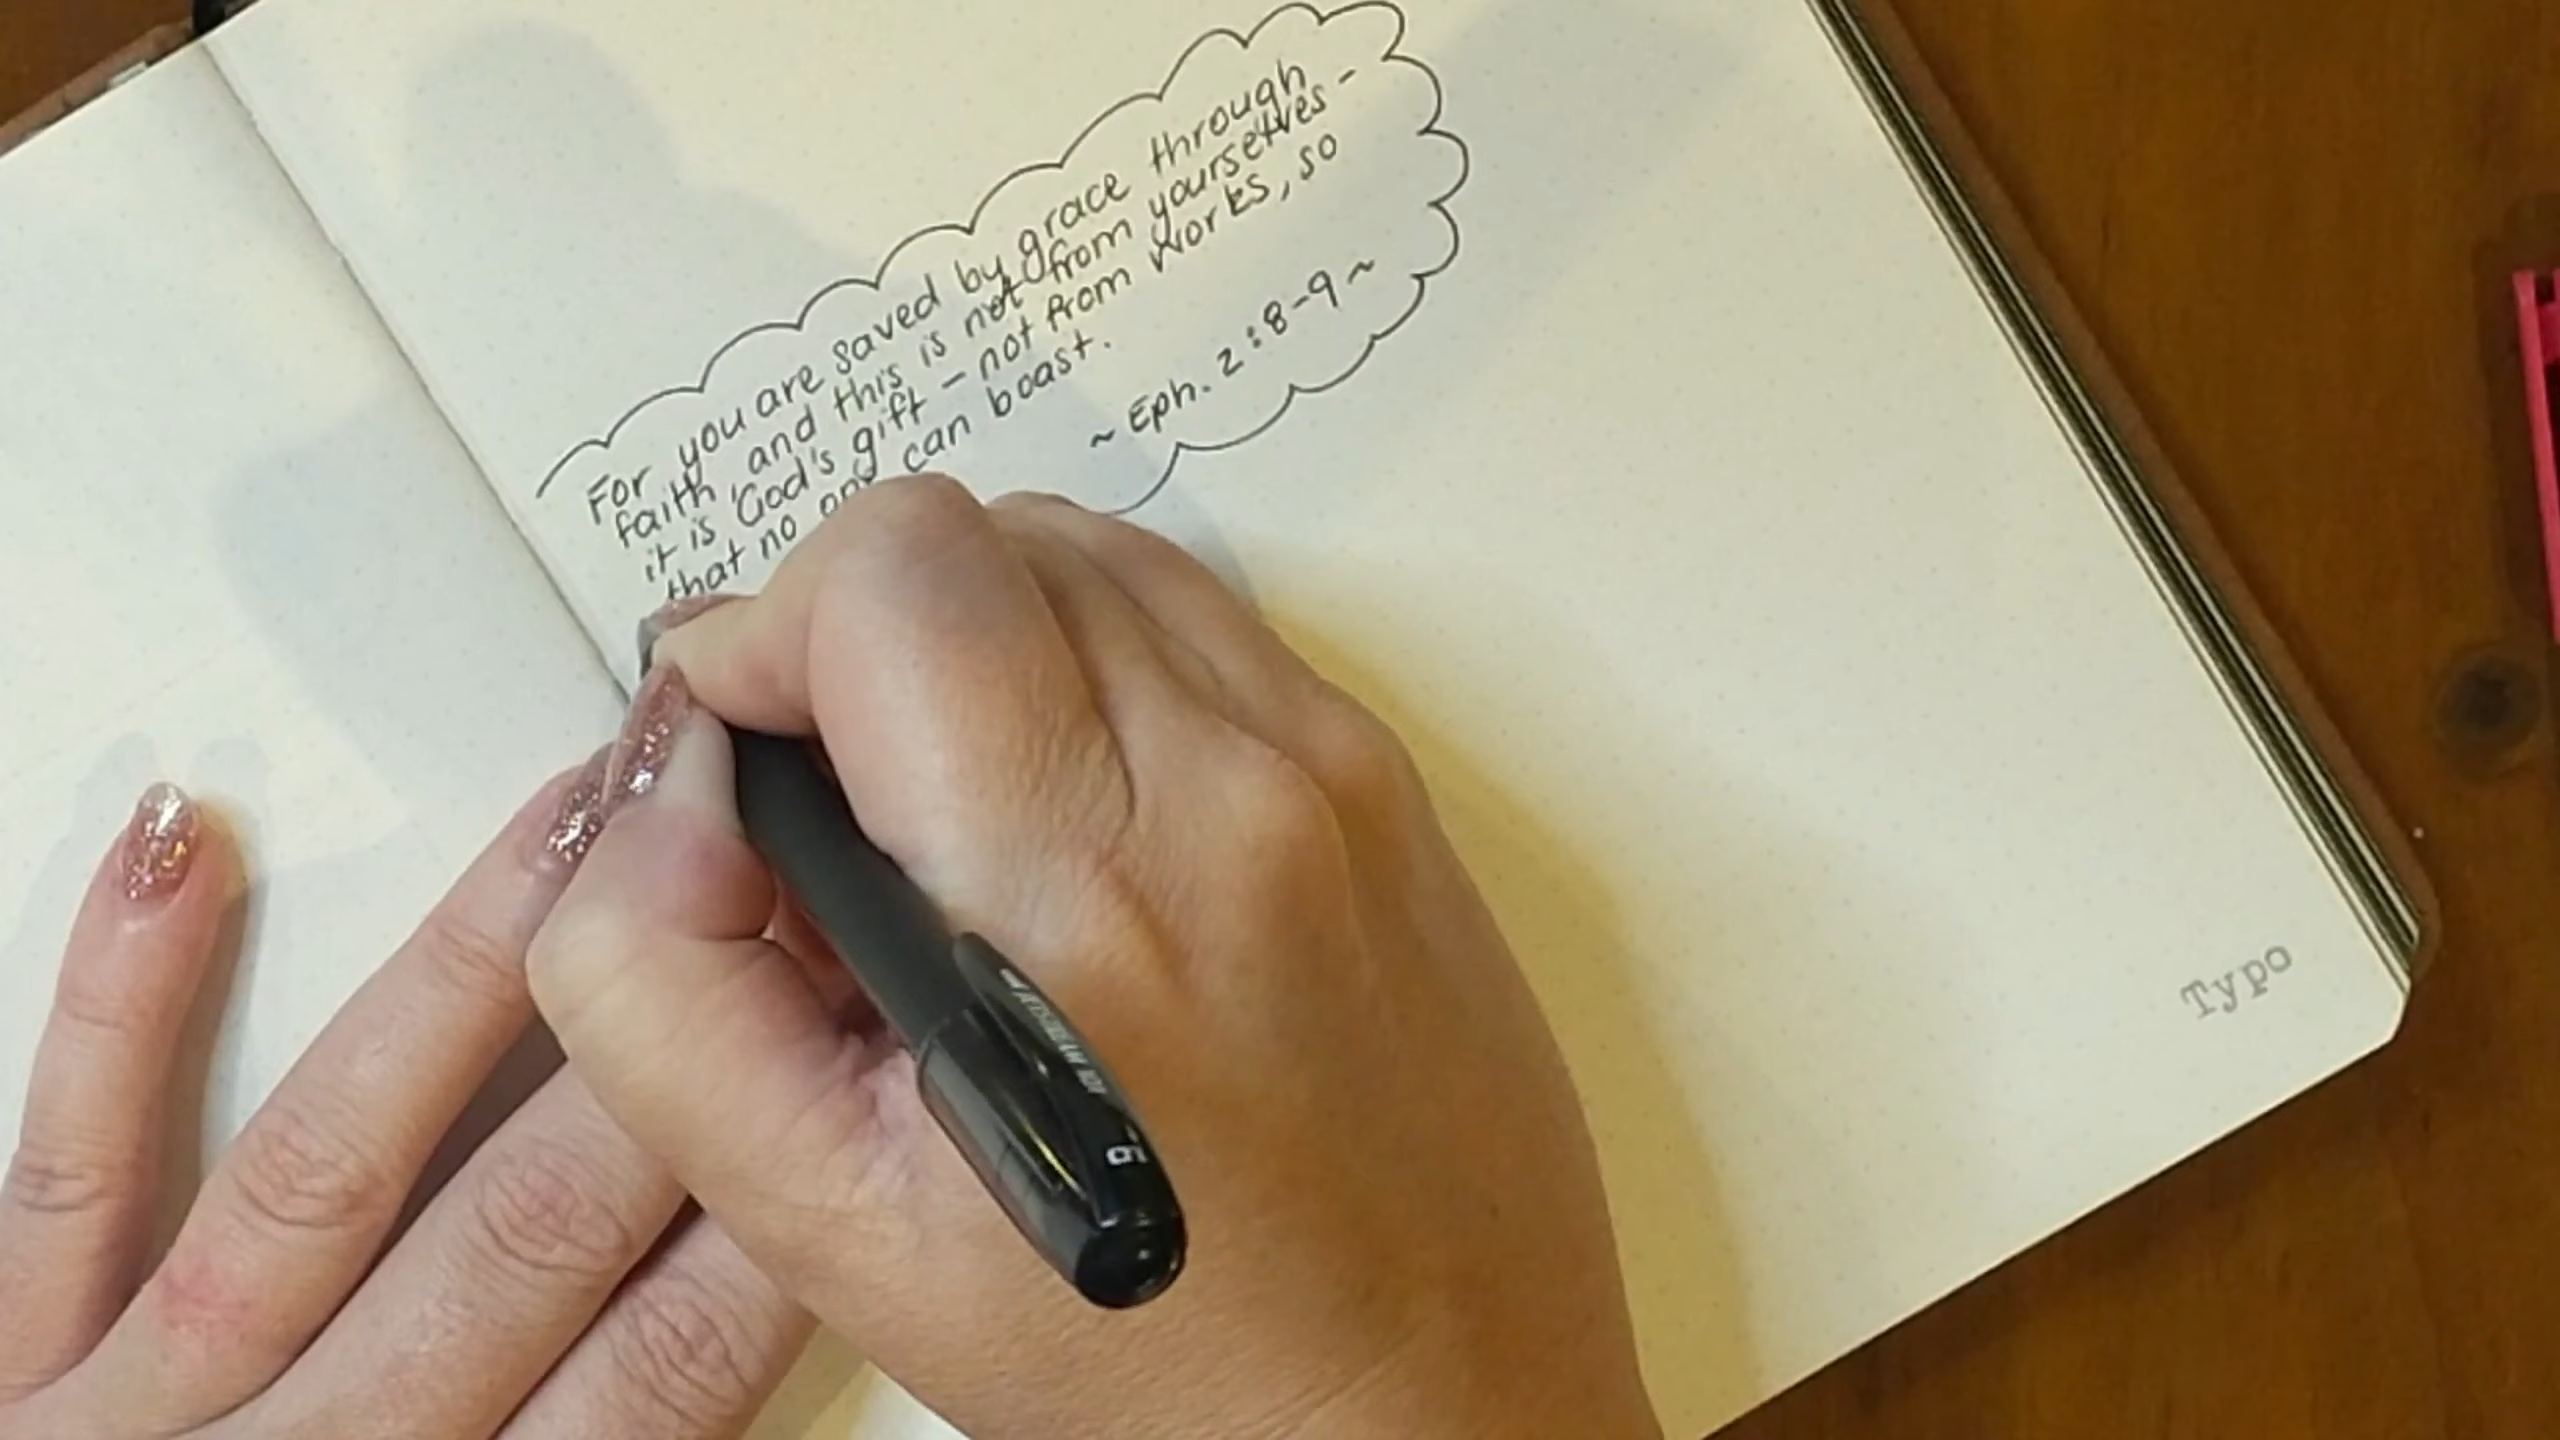 For you are saved by grace through
faith, and this is not from yourselves -
it is God's gift - not from works, so
that no one can boast.
~ Eph. 2:8-9 ~
Typo